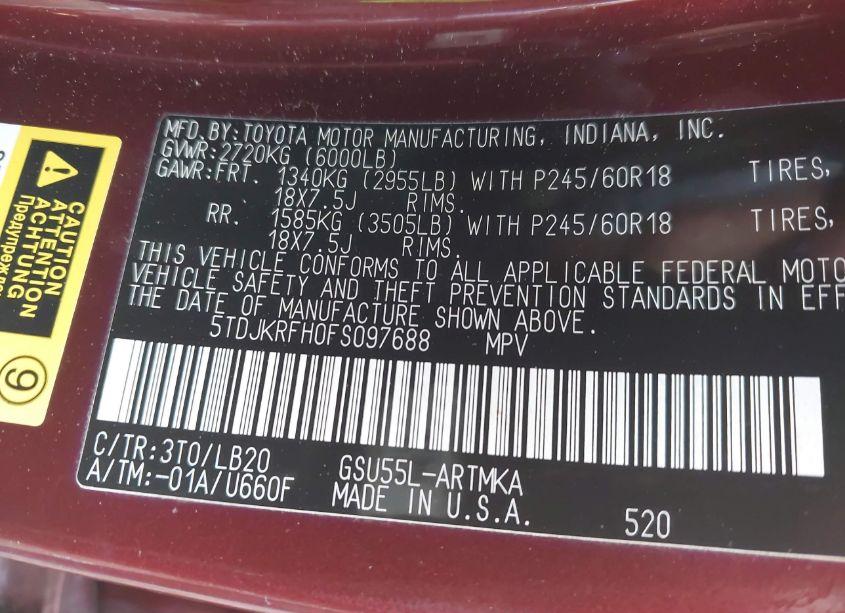 MFD.BY:TOYOTA MOTOR MANUFACTURING, INDIANA, INC.
GVWR:2720KG (6000LB)
GAWR:FRT. 1340KG (2955LB) WITH P245/60R18 TIRES,
18X7.5J RIMS.
RR. 1585KG (3505LB) WITH P245/60R18 TIRES,
18X7.5J RIMS.
THIS VEHICLE CONFORMS TO ALL APPLICABLE FEDERAL MOTO
VEHICLE SAFETY AND THEFT PREVENTION STANDARDS IN EFF
THE DATE OF MANUFACTURE SHOWN ABOVE.
5TDJKRFH0FS097688 MPV
C/TR:3T0/LB20 GSU55L-ARTMKA
A/TM:-01A/U660F MADE IN U.S.A.
520
CAUTION
ATTENTION
ACHTUNG
9